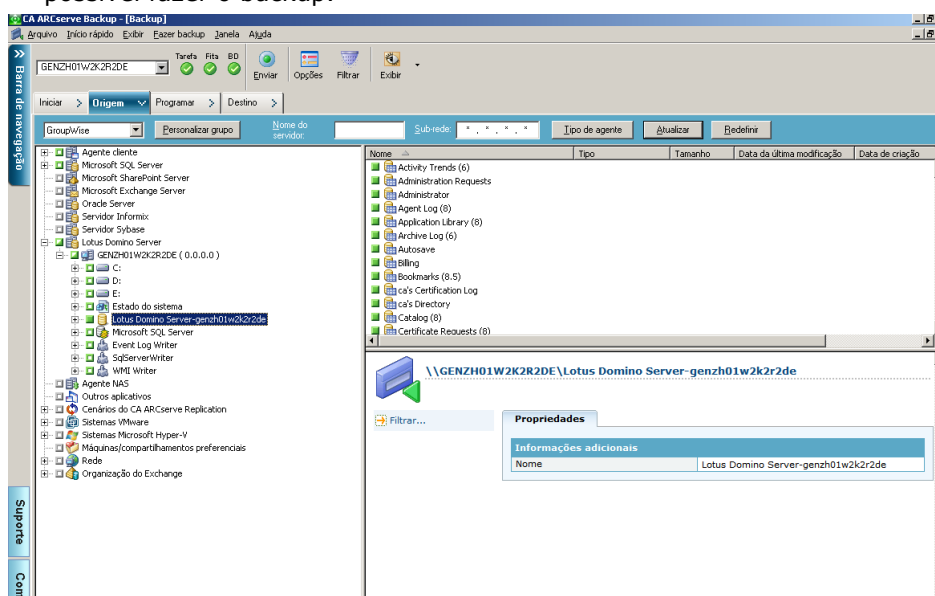 possível fazer o backup.
CA ARCserve Backup - [Backup]
Arquivo Início rápido Exibir Eazer backup Janela Ajuda
Barra de navegação
GENZH01W2K2R2DE
Tarefa Fita BD
Enviar Opções Filtrar Exibir
Iniciar > Origem Programar > Destino >
GroupWise Personalizar grupo Nome do servidor: Sub-rede: * . * . * . * Tipo de agente Atualizar Redefinir
Agente cliente
Microsoft SQL Server
Microsoft SharePoint Server
Microsoft Exchange Server
Oracle Server
Servidor Informix
Servidor Sybase
Lotus Domino Server
GENZH01W2K2R2DE ( 0.0.0.0 )
C:
D:
E:
Estado do sistema
Lotus Domino Server-genzh01w2k2r2de
Microsoft SQL Server
Event Log Writer
SqlServerWriter
WMI Writer
Agente NAS
Outros aplicativos
Cenários do CA ARCserve Replication
Sistemas VMware
Sistemas Microsoft Hyper-V
Máquinas/compartilhamentos preferenciais
Rede
Organização do Exchange
Nome Tipo Tamanho Data da última modificação Data de criação
Activity Trends (6)
Administration Requests
Administrator
Agent Log (8)
Application Library (8)
Archive Log (6)
Autosave
Billing
Bookmarks (8.5)
ca's Certification Log
ca's Directory
Catalog (8)
Certificate Requests (8)
\\GENZH01W2K2R2DE\Lotus Domino Server-genzh01w2k2r2de
Filtrar...
Propriedades
Informações adicionais
Nome Lotus Domino Server-genzh01w2k2r2de
Suporte